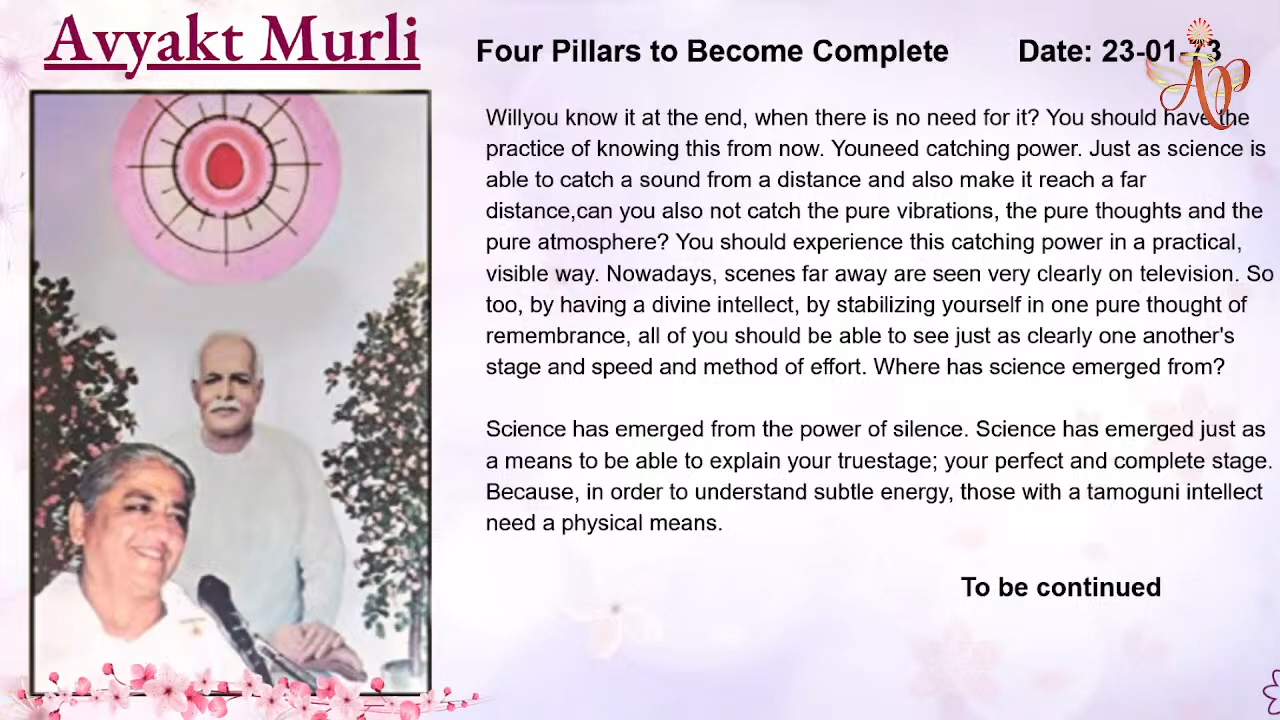 Avyakt Murli
Four Pillars to Become Complete
Date: 23-01-73
AP
Willyou know it at the end, when there is no need for it? You should have the
practice of knowing this from now. Youneed catching power. Just as science is
able to catch a sound from a distance and also make it reach a far
distance,can you also not catch the pure vibrations, the pure thoughts and the
pure atmosphere? You should experience this catching power in a practical,
visible way. Nowadays, scenes far away are seen very clearly on television. So
too, by having a divine intellect, by stabilizing yourself in one pure thought of
remembrance, all of you should be able to see just as clearly one another's
stage and speed and method of effort. Where has science emerged from?
Science has emerged from the power of silence. Science has emerged just as
a means to be able to explain your truestage; your perfect and complete stage.
Because, in order to understand subtle energy, those with a tamoguni intellect
need a physical means.
To be continued